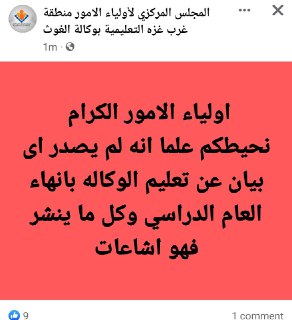 المجلس المركزي لأولياء الامور منطقة
غرب غزه التعليمية بوكالة الغوث
1m ·
اولياء الامور الكرام
نحيطكم علما انه لم يصدر اى
بيان عن تعليم الوكاله بانهاء
العام الدراسي وكل ما ينشر
فهو اشاعات
9
1 comment